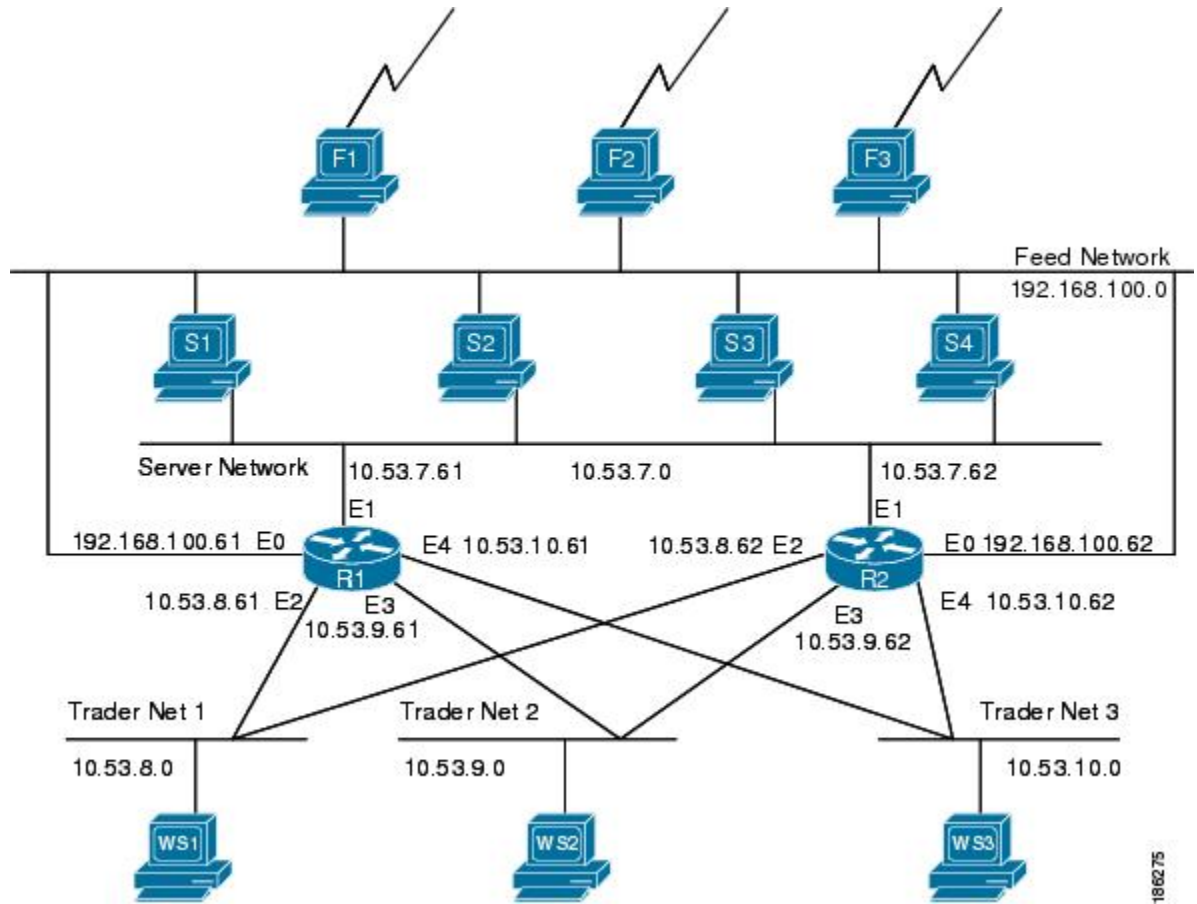 F1
F2
F3
Feed Network
192.168.100.0
S1
S2
S3
S4
Server Network
10.53.7.61
10.53.7.0
10.53.7.62
E1
E1
192.168.100.61 E0
E4 10.53.10.61
10.53.8.62 E2
E0 192.168.100.62
R1
R2
10.53.8.61 E2
E3
10.53.9.61
E3
10.53.9.62
E4 10.53.10.62
Trader Net 1
Trader Net 2
Trader Net 3
10.53.8.0
10.53.9.0
10.53.10.0
WS1
WS2
WS3
186275